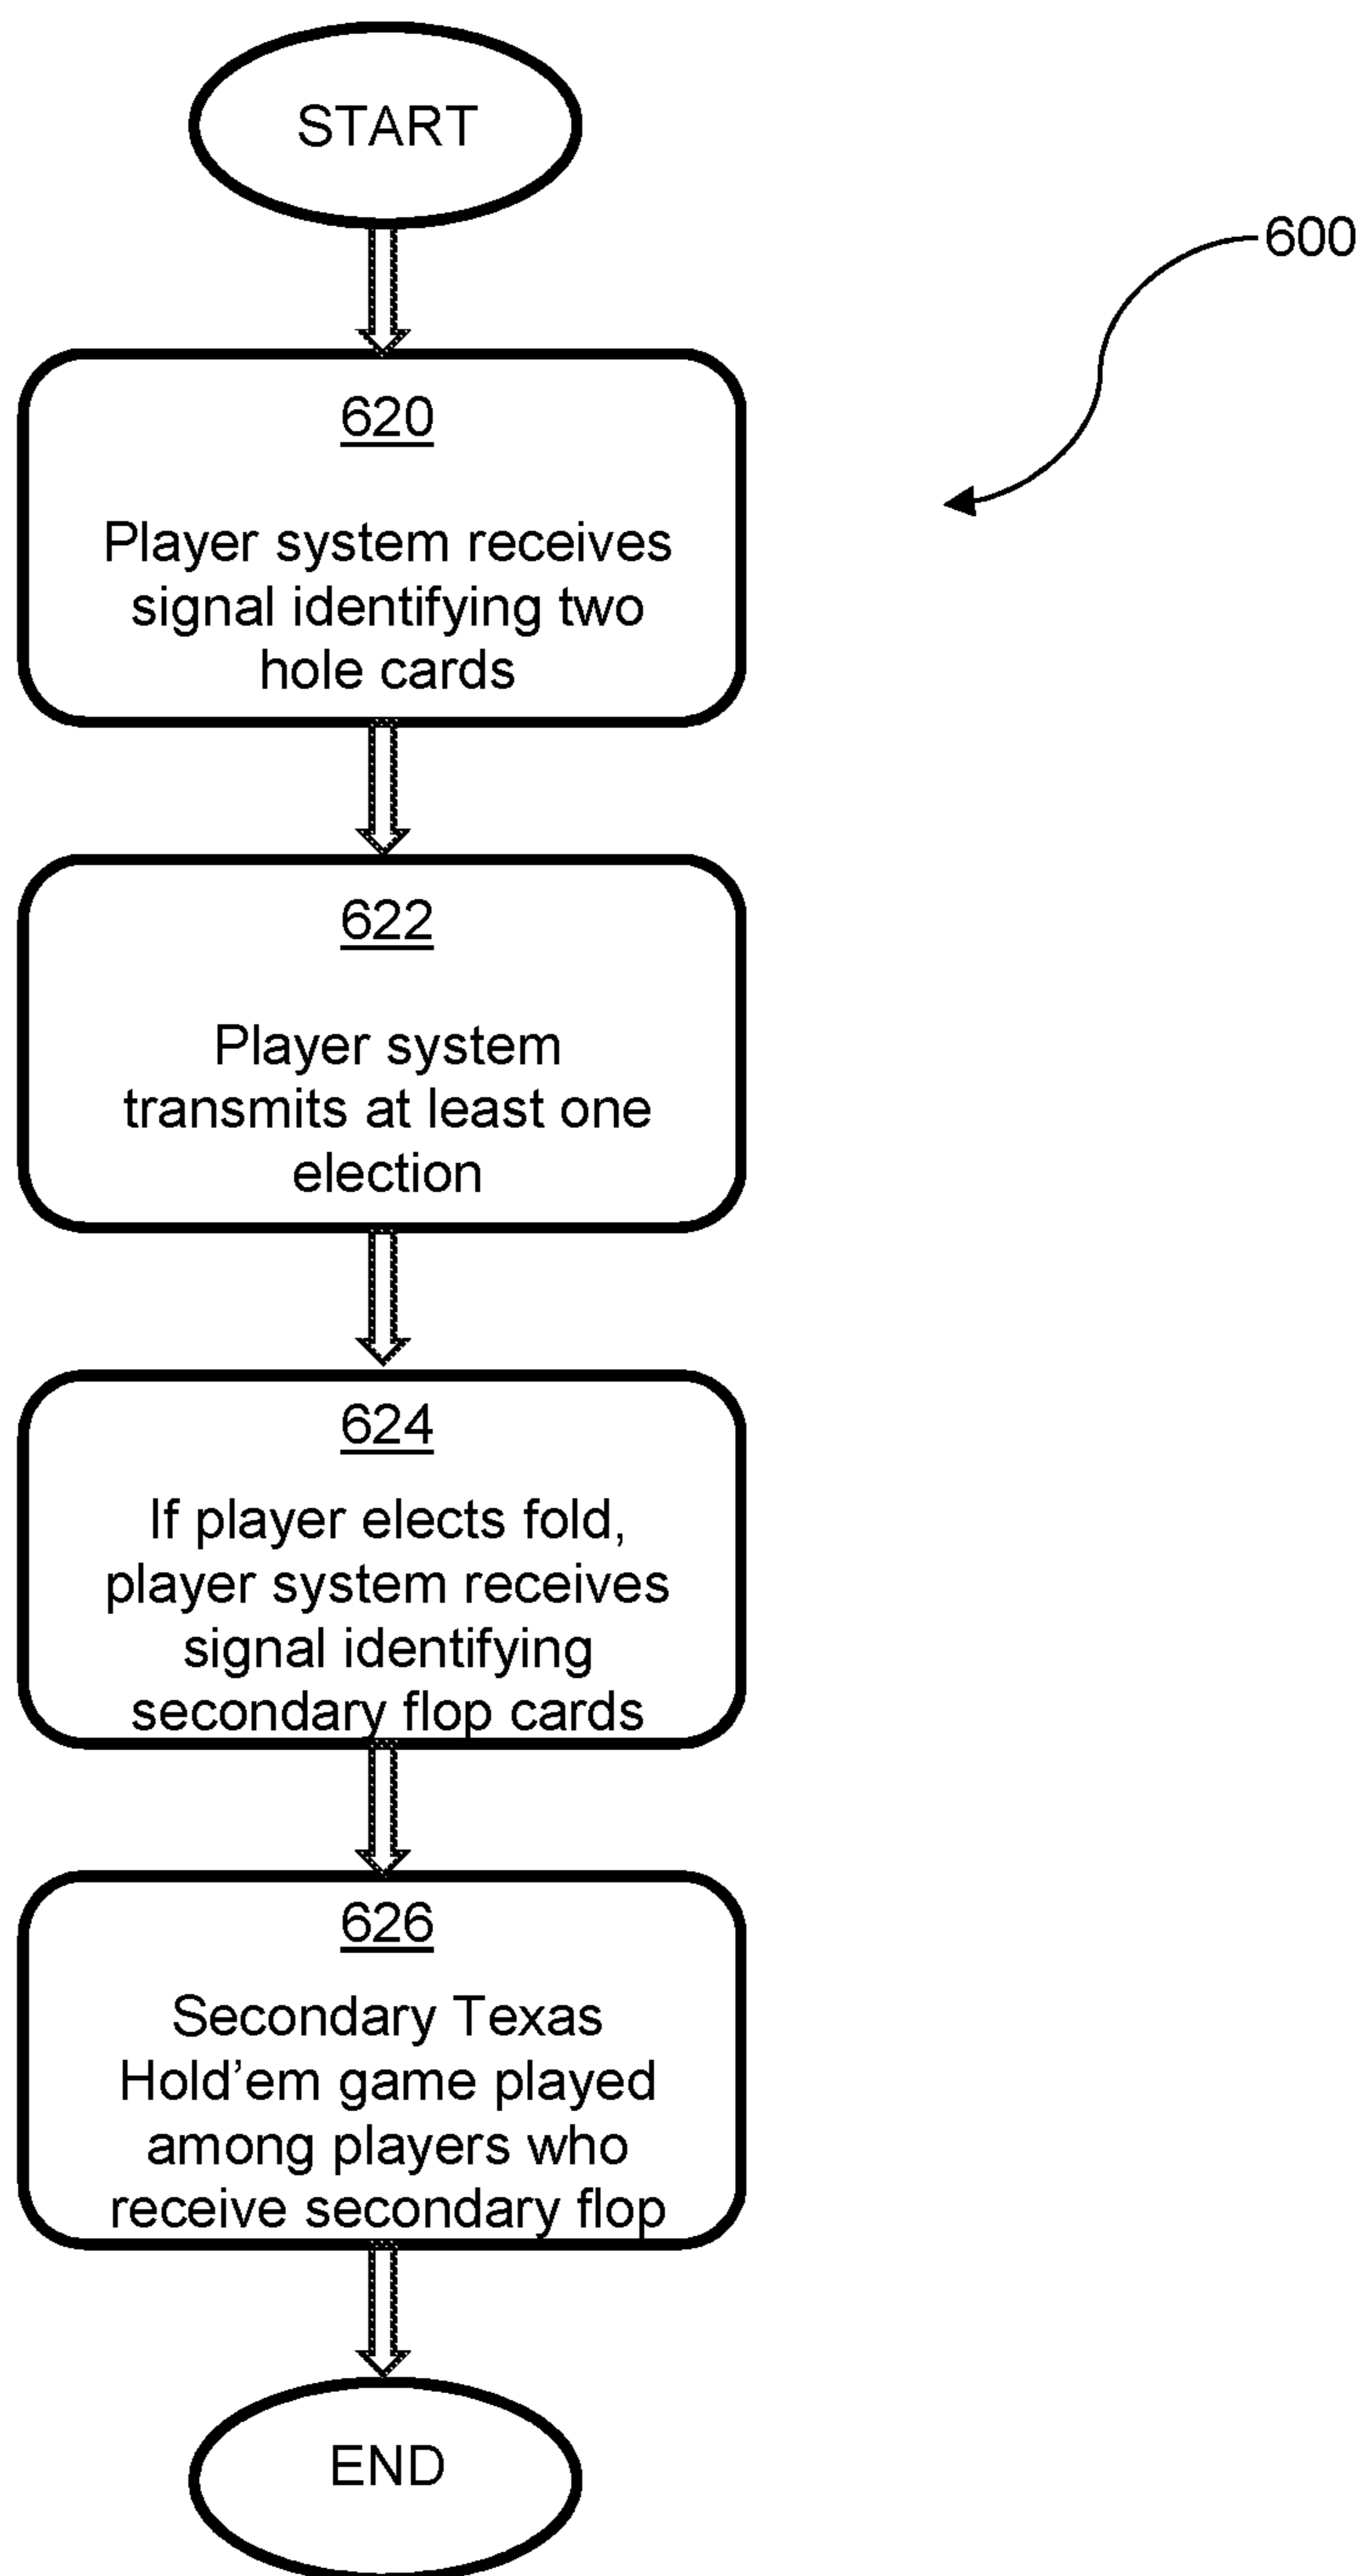 START
600
620
Player system receives
signal identifying two
hole cards
622
Player system
transmits at least one
election
624
If player elects fold,
player system receives
signal identifying
secondary flop cards
626
Secondary Texas
Hold’em game played
among players who
receive secondary flop
END